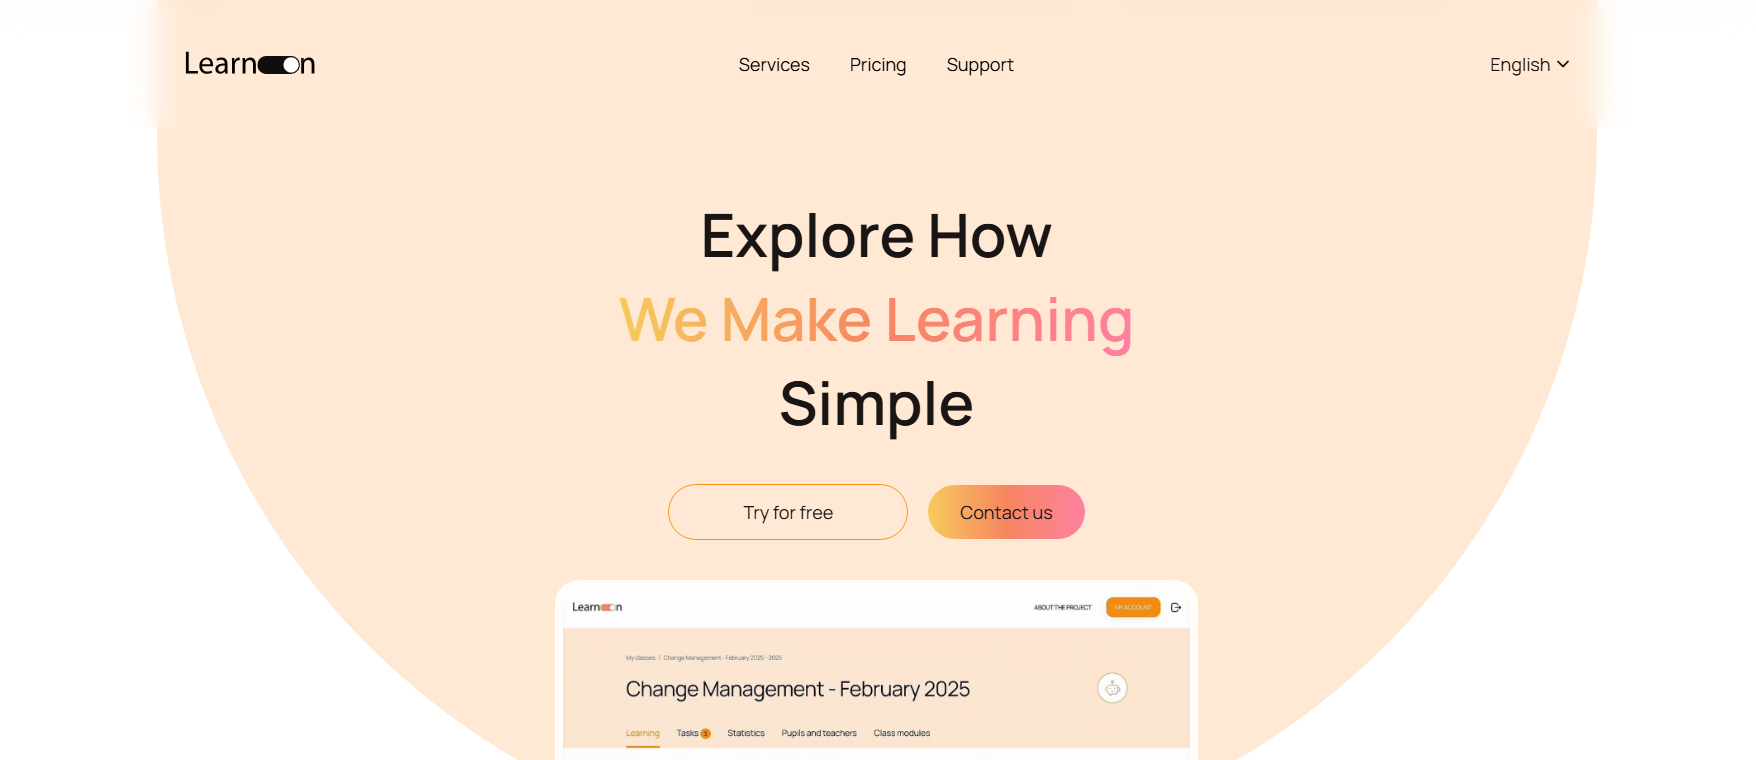 Learnoon
Services Pricing Support
English
Explore How
We Make Learning
Simple
Try for free
Contact us
Learnoon
ABOUT THE PROJECT
MY ACCOUNT
My classes | Change Management - February 2025 - 2025
Change Management - February 2025
Learning Tasks 3 Statistics Pupils and teachers Class modules